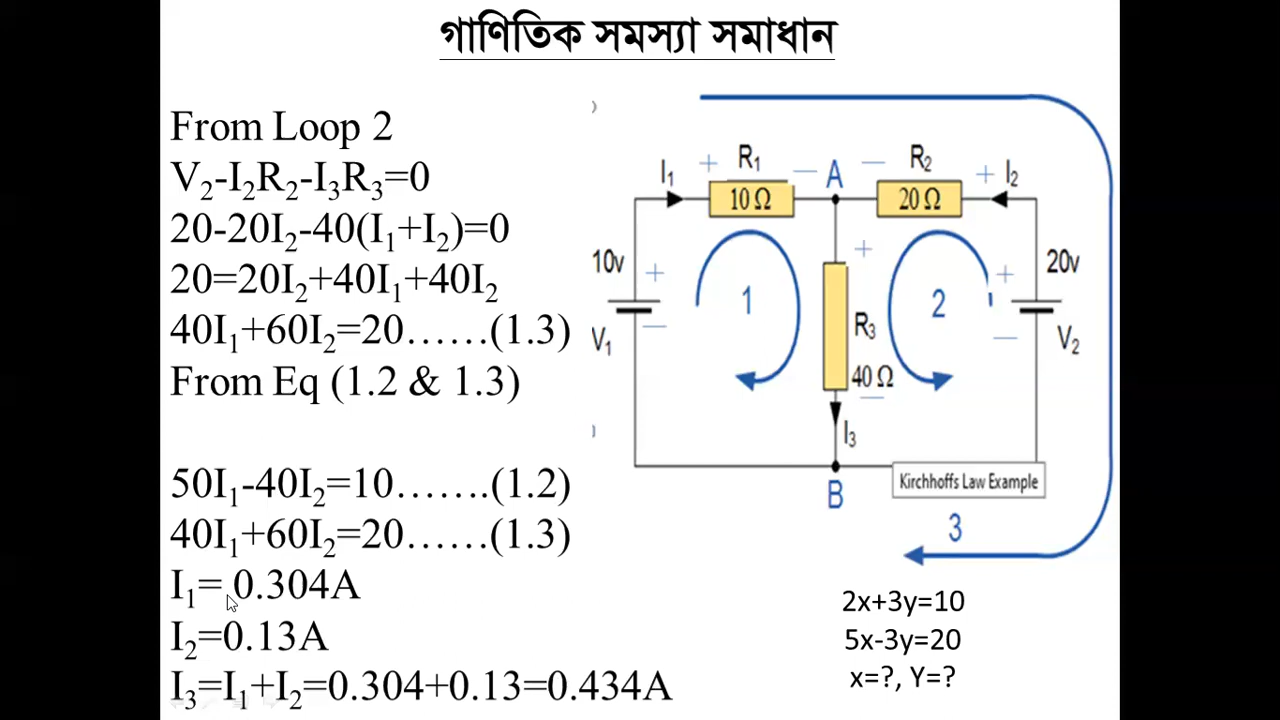 গাণিতিক সমস্যা সমাধান
From Loop 2
V₂-I₂R₂-I₃R₃=0
20-20I₂-40(I₁+I₂)=0
20=20I₂+40I₁+40I₂
40I₁+60I₂=20......(1.3)
From Eq (1.2 & 1.3)
50I₁-40I₂=10.......(1.2)
40I₁+60I₂=20......(1.3)
I₁= 0.304A
I₂=0.13A
I₃=I₁+I₂=0.304+0.13=0.434A
I₁ + R₁ − A − R₂ + I₂
10 Ω 20 Ω
10v + + + 20v
1 2
V₁ − R₃ − V₂
40 Ω
−
I₃
B
Kirchhoffs Law Example
3
2x+3y=10
5x-3y=20
x=?, Y=?